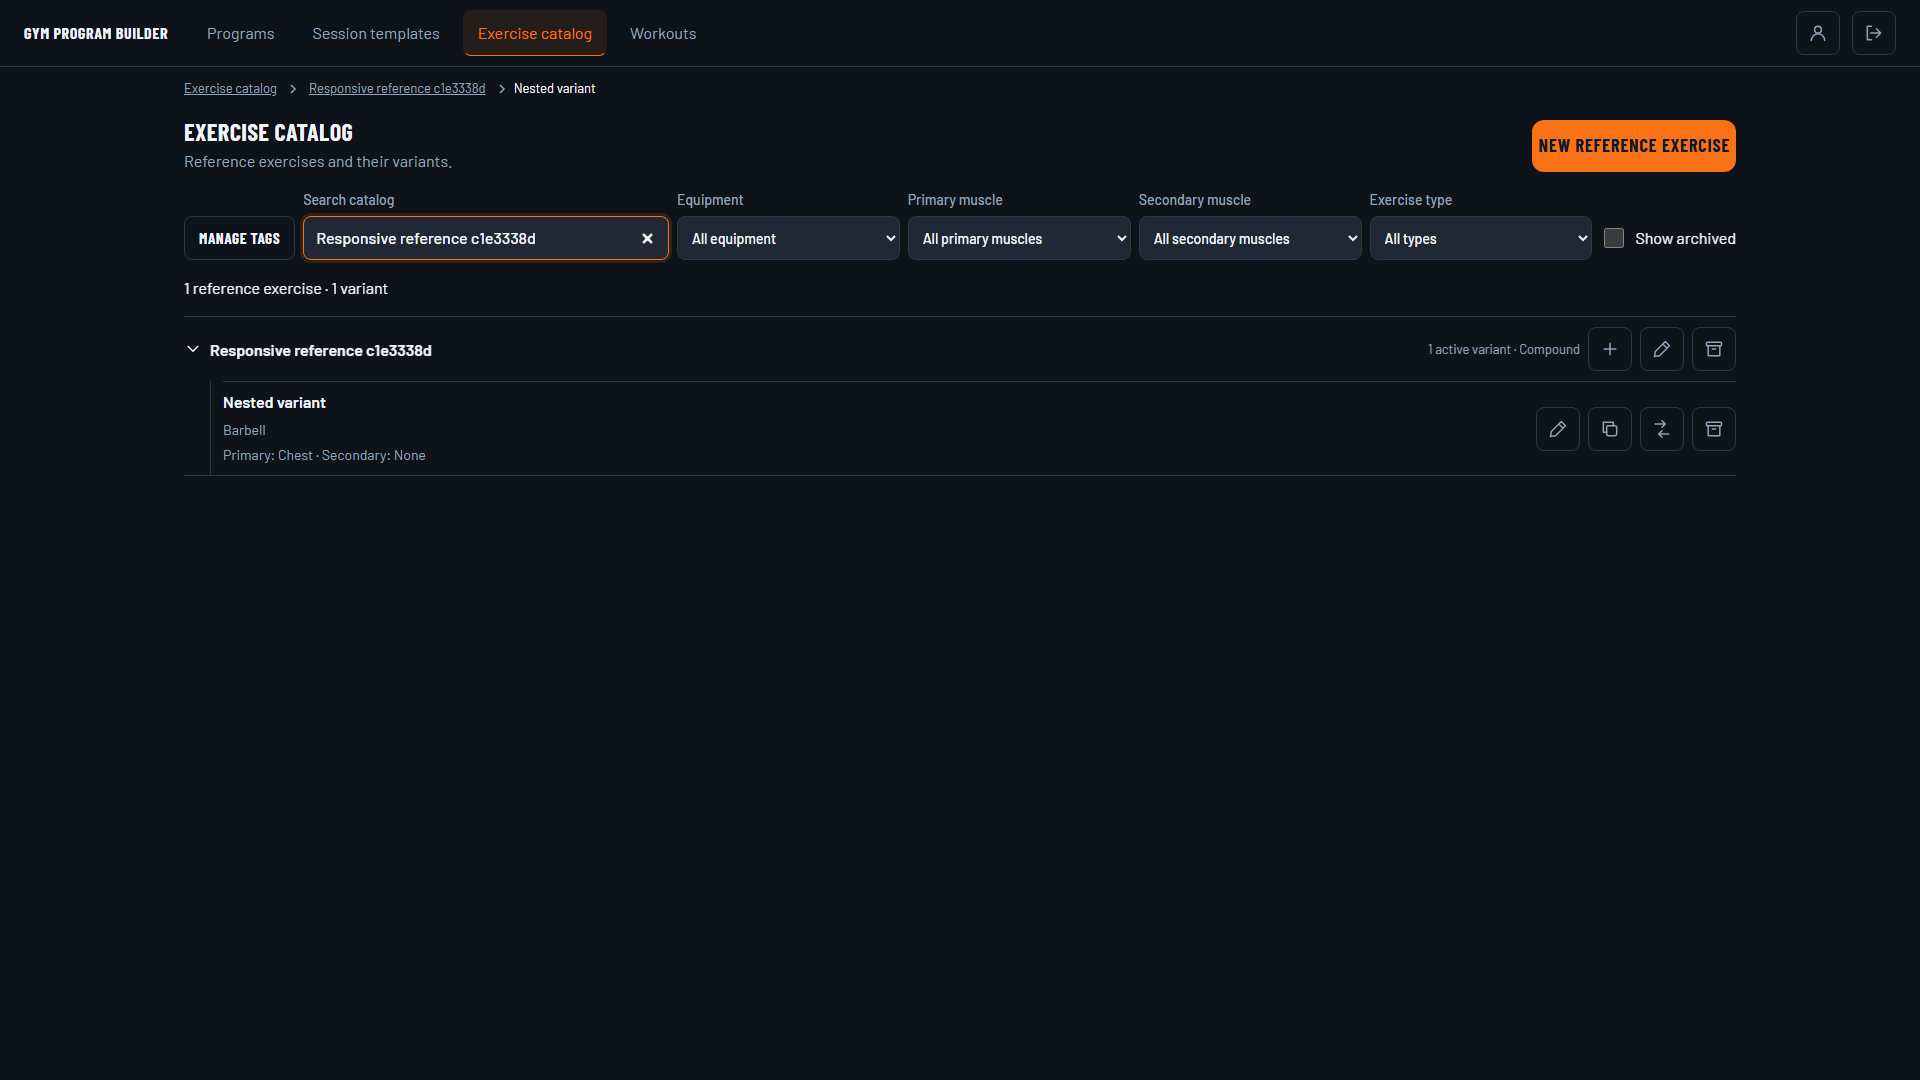 GYM PROGRAM BUILDER Programs Session templates Exercise catalog Workouts
Exercise catalog Responsive reference c1e3338d Nested variant
EXERCISE CATALOG
Reference exercises and their variants.
NEW REFERENCE EXERCISE
Search catalog Equipment Primary muscle Secondary muscle Exercise type
MANAGE TAGS Responsive reference c1e3338d All equipment All primary muscles All secondary muscles All types Show archived
1 reference exercise · 1 variant
Responsive reference c1e3338d 1 active variant · Compound
Nested variant
Barbell
Primary: Chest · Secondary: None